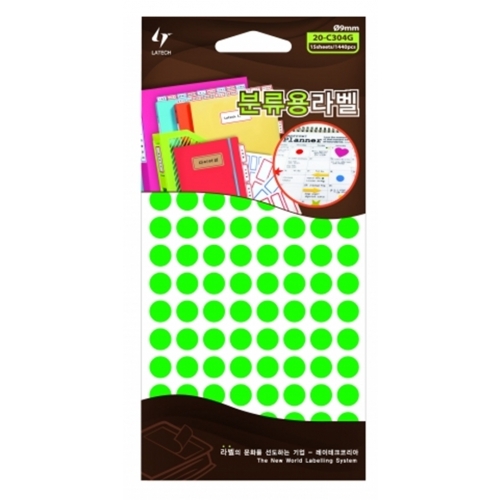 LATECH
Ø9mm
20-C304G
15sheets/1440pcs
분류용라벨
Planner
라벨의 문화를 선도하는 기업 - 레이테크코리아
The New World Labelling System